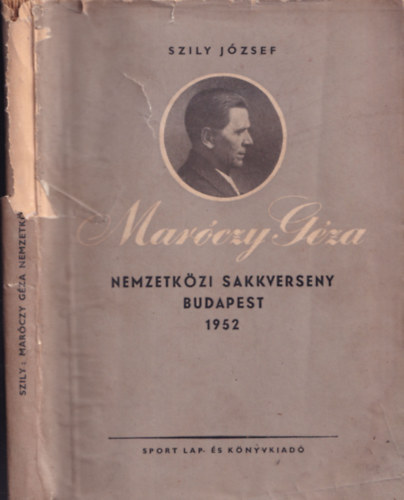 SZILY JÓZSEF
Maróczy Géza
NEMZETKÖZI SAKKVERSENY
BUDAPEST
1952
SPORT LAP- ÉS KÖNYVKIADÓ
SZILY: MARÓCZY GÉZA NEMZETKÖ